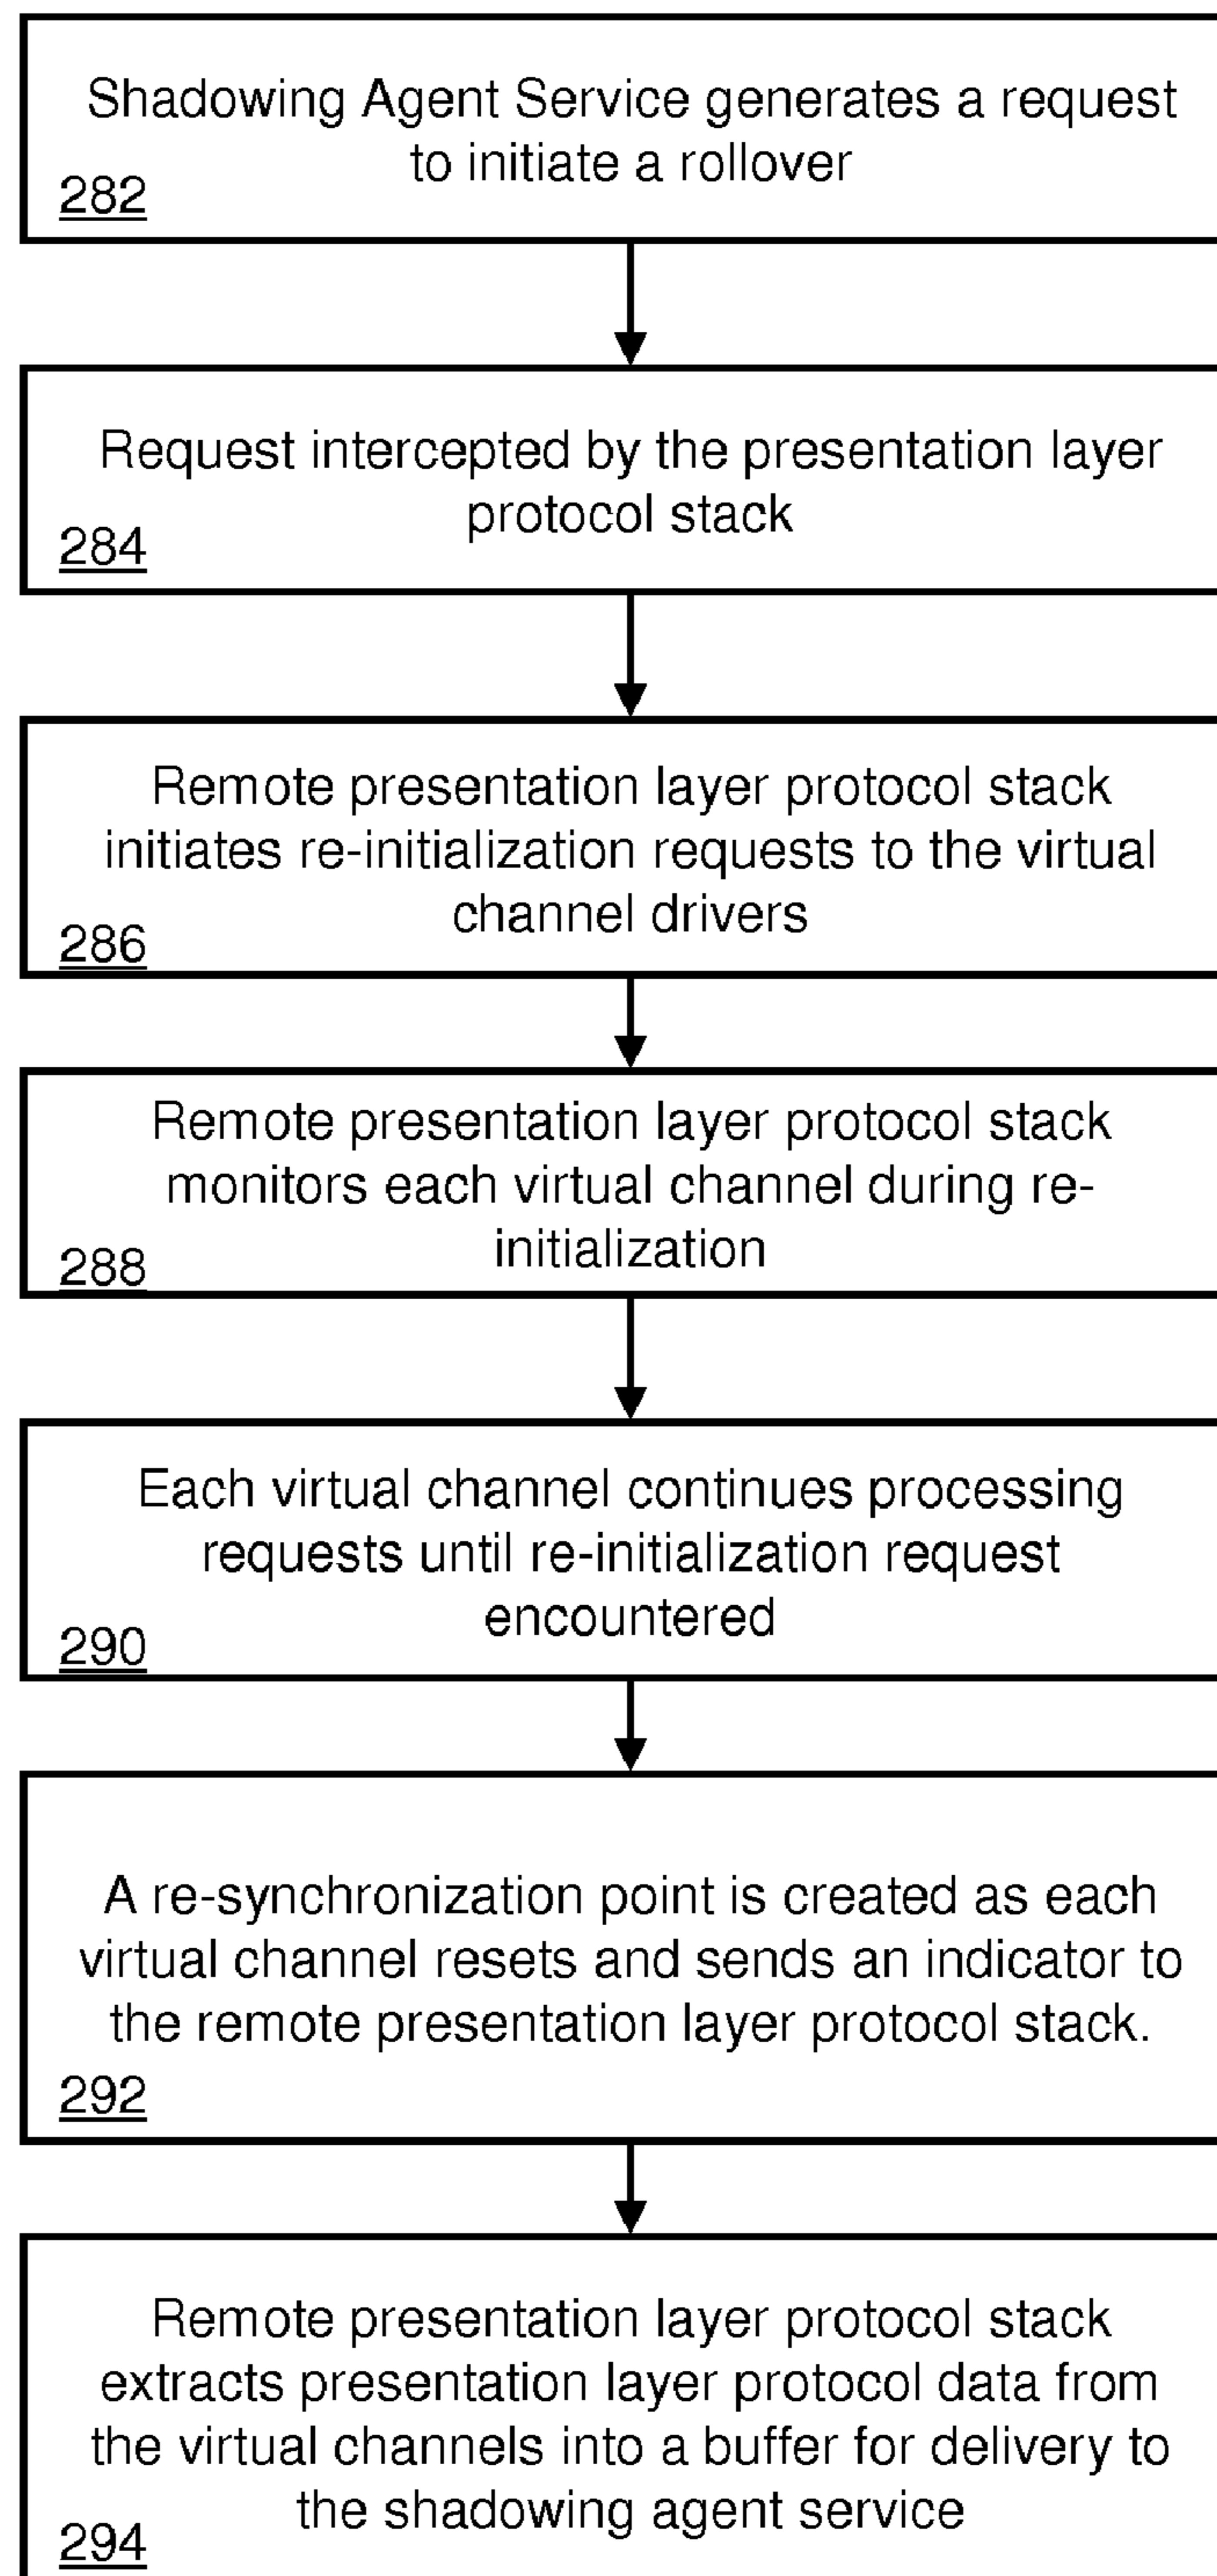 Shadowing Agent Service generates a request
to initiate a rollover
282
Request intercepted by the presentation layer
protocol stack
284
Remote presentation layer protocol stack
initiates re-initialization requests to the virtual
channel drivers
286
Remote presentation layer protocol stack
monitors each virtual channel during re-
initialization
288
Each virtual channel continues processing
requests until re-initialization request
encountered
290
A re-synchronization point is created as each
virtual channel resets and sends an indicator to
the remote presentation layer protocol stack.
292
Remote presentation layer protocol stack
extracts presentation layer protocol data from
the virtual channels into a buffer for delivery to
the shadowing agent service
294